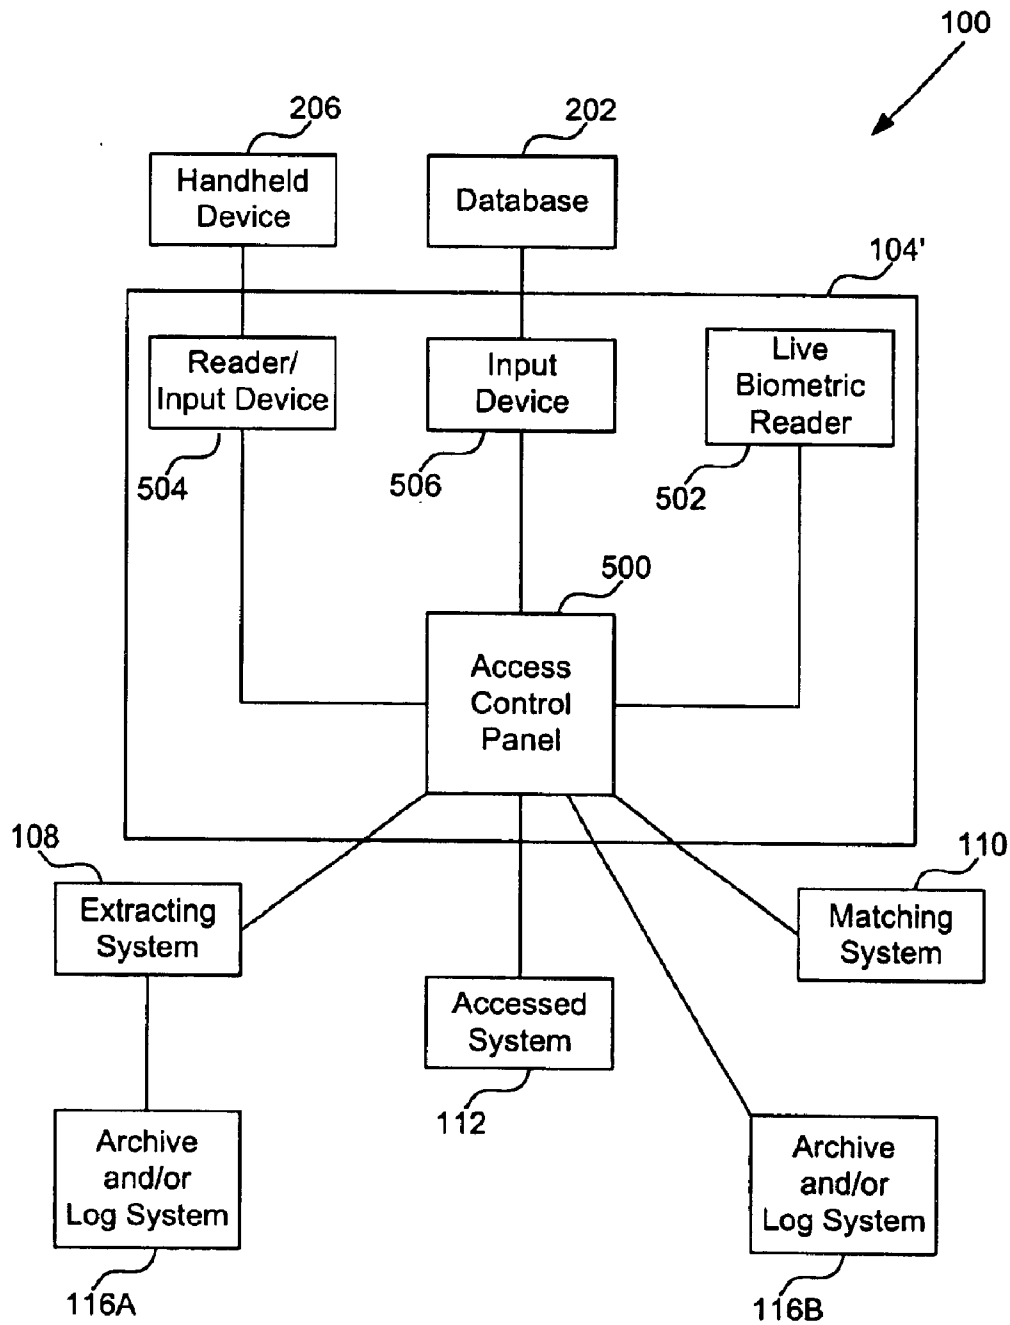 100
206
202
Handheld
Device
Database
104'
Reader/
Input Device
Input
Device
Live
Biometric
Reader
504
506
502
500
Access
Control
Panel
108
110
Extracting
System
Matching
System
Accessed
System
112
Archive
and/or
Log System
Archive
and/or
Log System
116A
116B